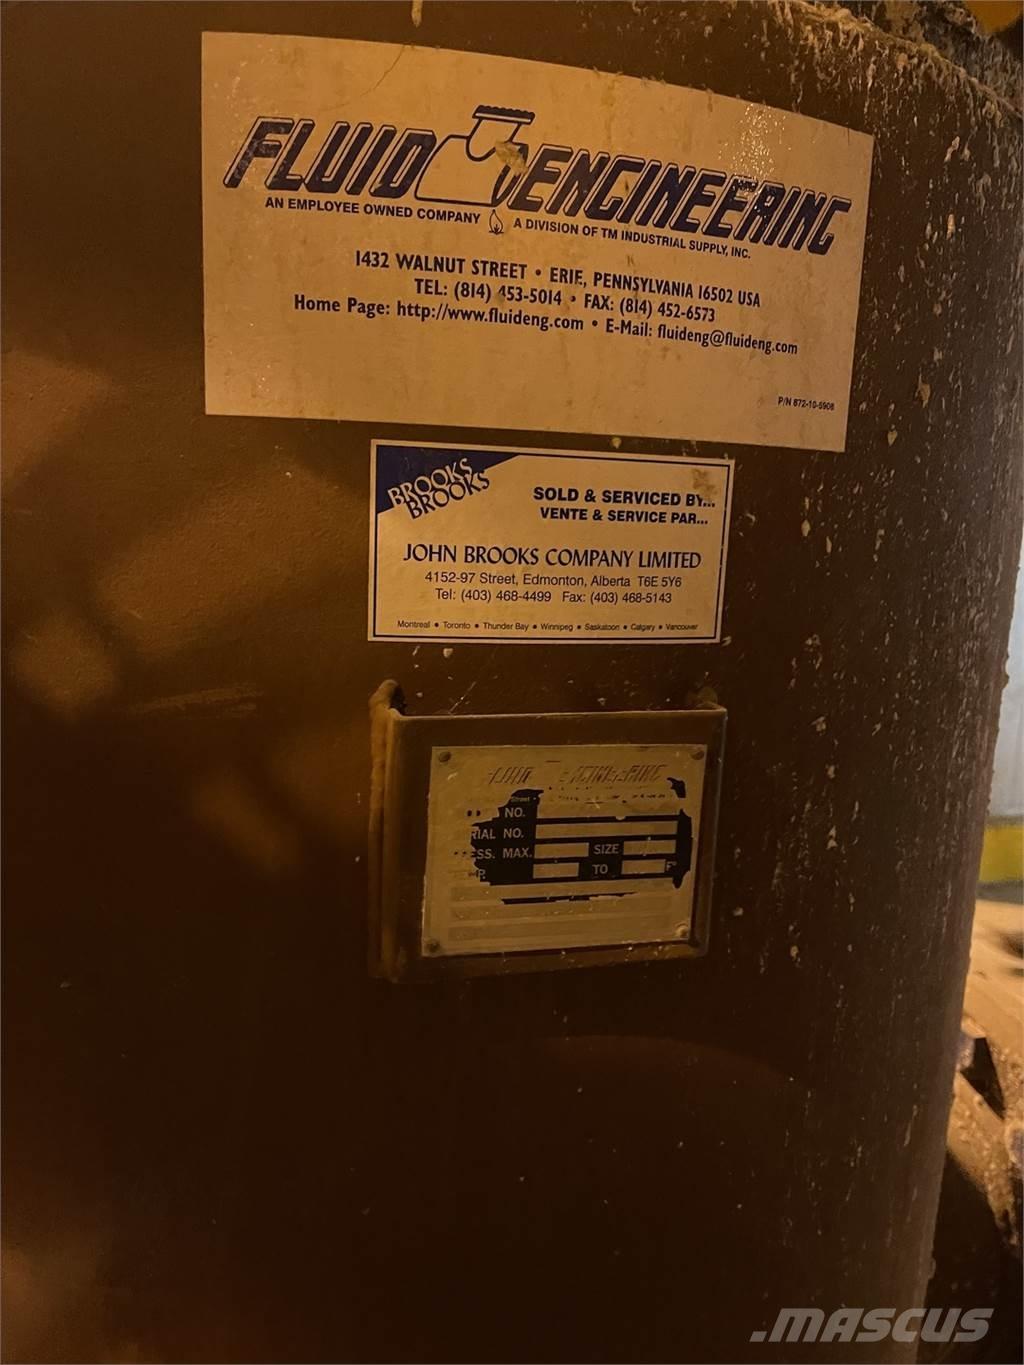 FLUID ENGINEERING
AN EMPLOYEE OWNED COMPANY A DIVISION OF TM INDUSTRIAL SUPPLY, INC.
1432 WALNUT STREET • ERIE, PENNSYLVANIA 16502 USA
TEL: (814) 453-5014 • FAX: (814) 452-6573
Home Page: http://www.fluideng.com • E-Mail: fluideng@fluideng.com
P/N 872-10-5908
BROOKS
BROOKS
SOLD & SERVICED BY...
VENTE & SERVICE PAR...
JOHN BROOKS COMPANY LIMITED
4152-97 Street, Edmonton, Alberta T6E 5Y6
Tel: (403) 468-4499 Fax: (403) 468-5143
Montreal • Toronto • Thunder Bay • Winnipeg • Saskatoon • Calgary • Vancouver
Street
NO.
RIAL NO.
ESS. MAX. SIZE
TO F°
.MASCUS